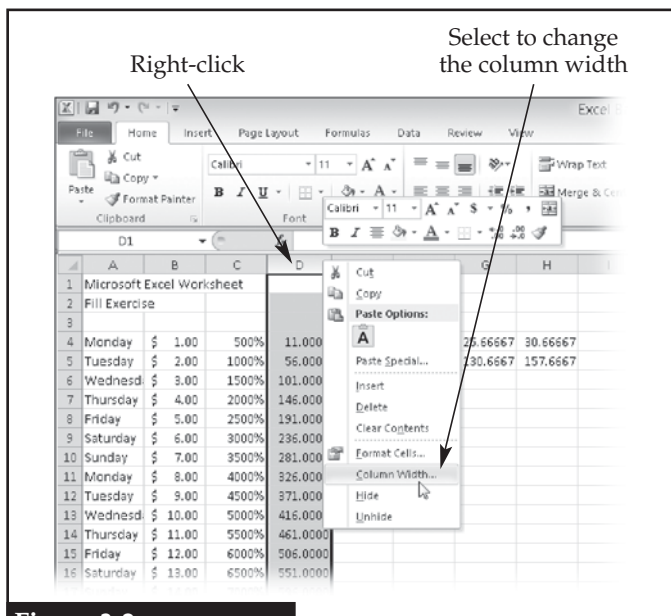 Right-click
Select to change
the column width
Excel
File Home Insert Page Layout Formulas Data Review View
Cut
Copy
Format Painter
Paste
Clipboard
Calibri 11 A A
B I U
Font
Wrap Text
Merge & Cen
Calibri 11 A A $ % ,
B I A
D1
A B C D G H
1 Microsoft Excel Worksheet
2 Fill Exercise
3
4 Monday $ 1.00 500% 11.000 30.66667
5 Tuesday $ 2.00 1000% 56.000 130.6667 157.6667
6 Wednesd $ 3.00 1500% 101.000
7 Thursday $ 4.00 2000% 146.000
8 Friday $ 5.00 2500% 191.000
9 Saturday $ 6.00 3000% 236.000
10 Sunday $ 7.00 3500% 281.000
11 Monday $ 8.00 4000% 326.000
12 Tuesday $ 9.00 4500% 371.000
13 Wednesd $ 10.00 5000% 416.000
14 Thursday $ 11.00 5500% 461.0000
15 Friday $ 12.00 6000% 506.0000
16 Saturday $ 13.00 6500% 551.0000
Cut
Copy
Paste Options:
A
Paste Special...
Insert
Delete
Clear Contents
Format Cells...
Column Width...
Hide
Unhide